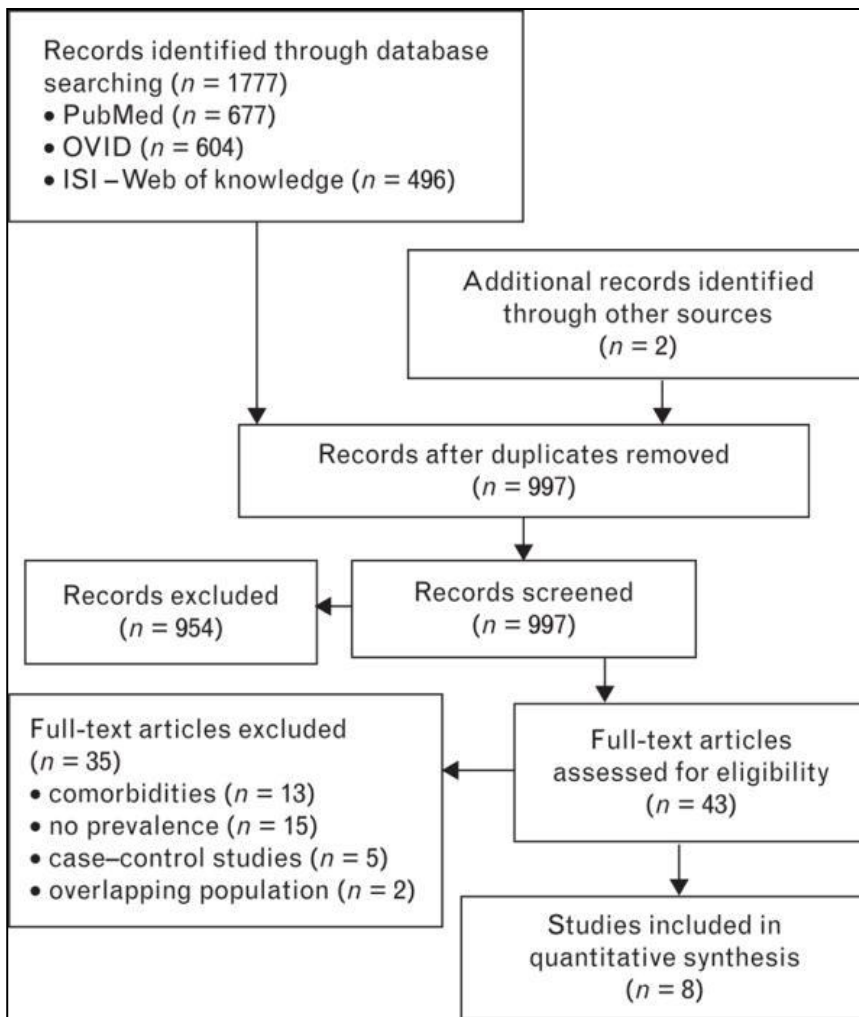 Records identified through database
searching (n = 1777)
• PubMed (n = 677)
• OVID (n = 604)
• ISI – Web of knowledge (n = 496)
Additional records identified
through other sources
(n = 2)
Records after duplicates removed
(n = 997)
Records excluded
(n = 954)
Records screened
(n = 997)
Full-text articles excluded
(n = 35)
• comorbidities (n = 13)
• no prevalence (n = 15)
• case–control studies (n = 5)
• overlapping population (n = 2)
Full-text articles
assessed for eligibility
(n = 43)
Studies included in
quantitative synthesis
(n = 8)